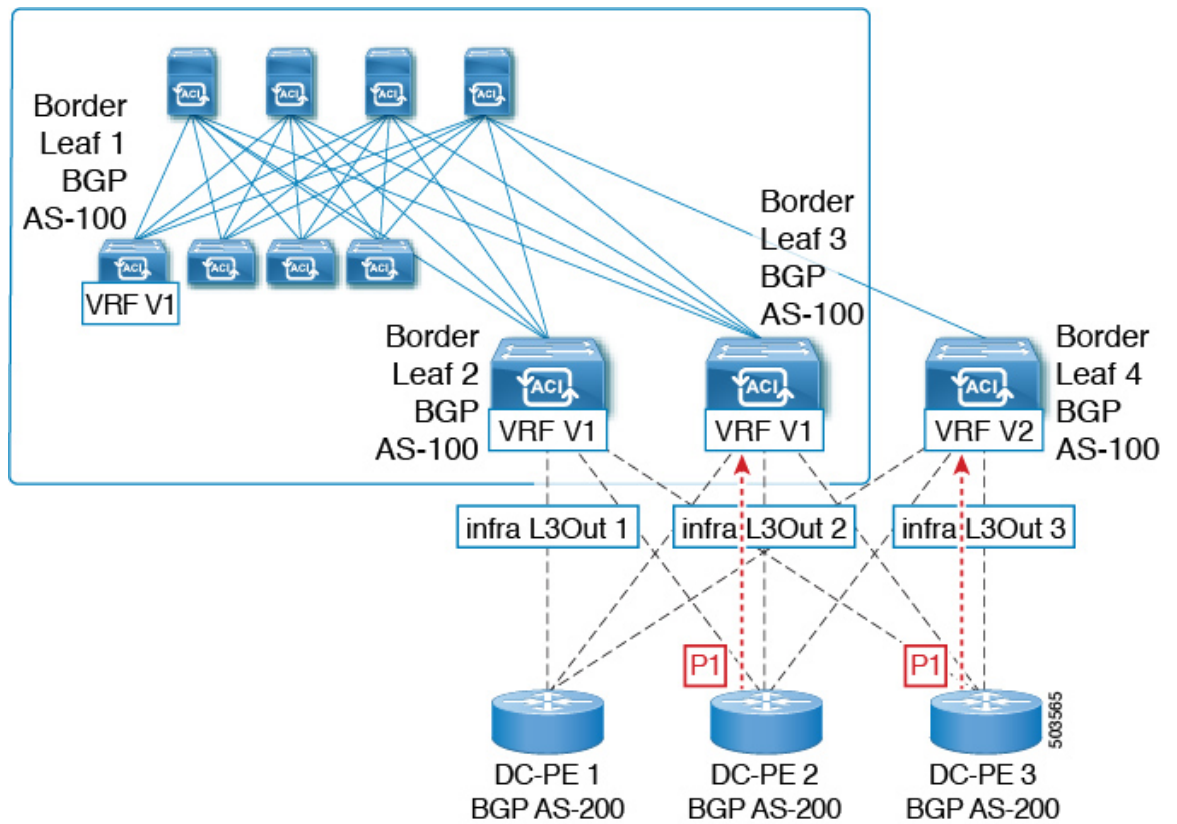 ACI
ACI
ACI
ACI
Border
Leaf 1
BGP
AS-100
ACI
ACI
ACI
ACI
VRF V1
Border
Leaf 3
BGP
AS-100
Border
Leaf 2
BGP
AS-100
ACI
VRF V1
ACI
VRF V1
ACI
VRF V2
Border
Leaf 4
BGP
AS-100
infra L3Out 1
infra L3Out 2
infra L3Out 3
P1
P1
503565
DC-PE 1
BGP AS-200
DC-PE 2
BGP AS-200
DC-PE 3
BGP AS-200